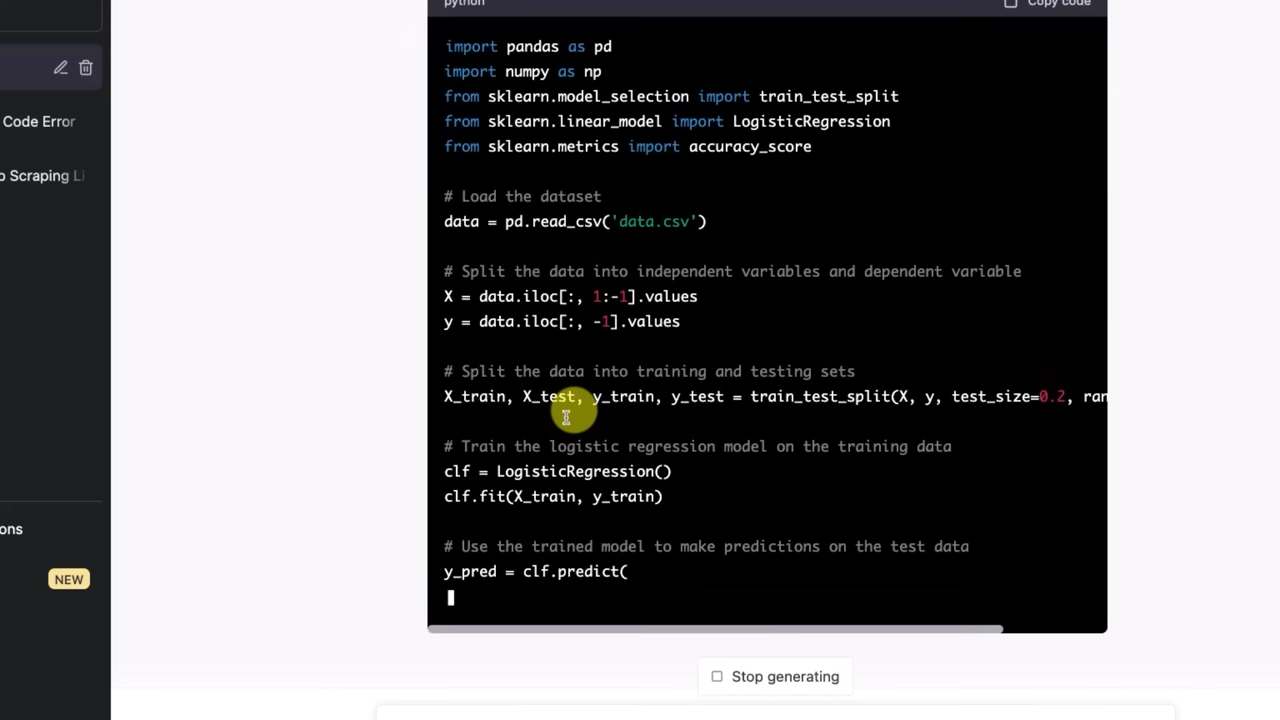 python
Copy code
import pandas as pd
import numpy as np
from sklearn.model_selection import train_test_split
from sklearn.linear_model import LogisticRegression
from sklearn.metrics import accuracy_score
# Load the dataset
data = pd.read_csv('data.csv')
# Split the data into independent variables and dependent variable
X = data.iloc[:, 1:-1].values
y = data.iloc[:, -1].values
# Split the data into training and testing sets
X_train, X_test, y_train, y_test = train_test_split(X, y, test_size=0.2, ran
# Train the logistic regression model on the training data
clf = LogisticRegression()
clf.fit(X_train, y_train)
# Use the trained model to make predictions on the test data
y_pred = clf.predict(
Stop generating
Code Error
p Scraping Li
ons
NEW